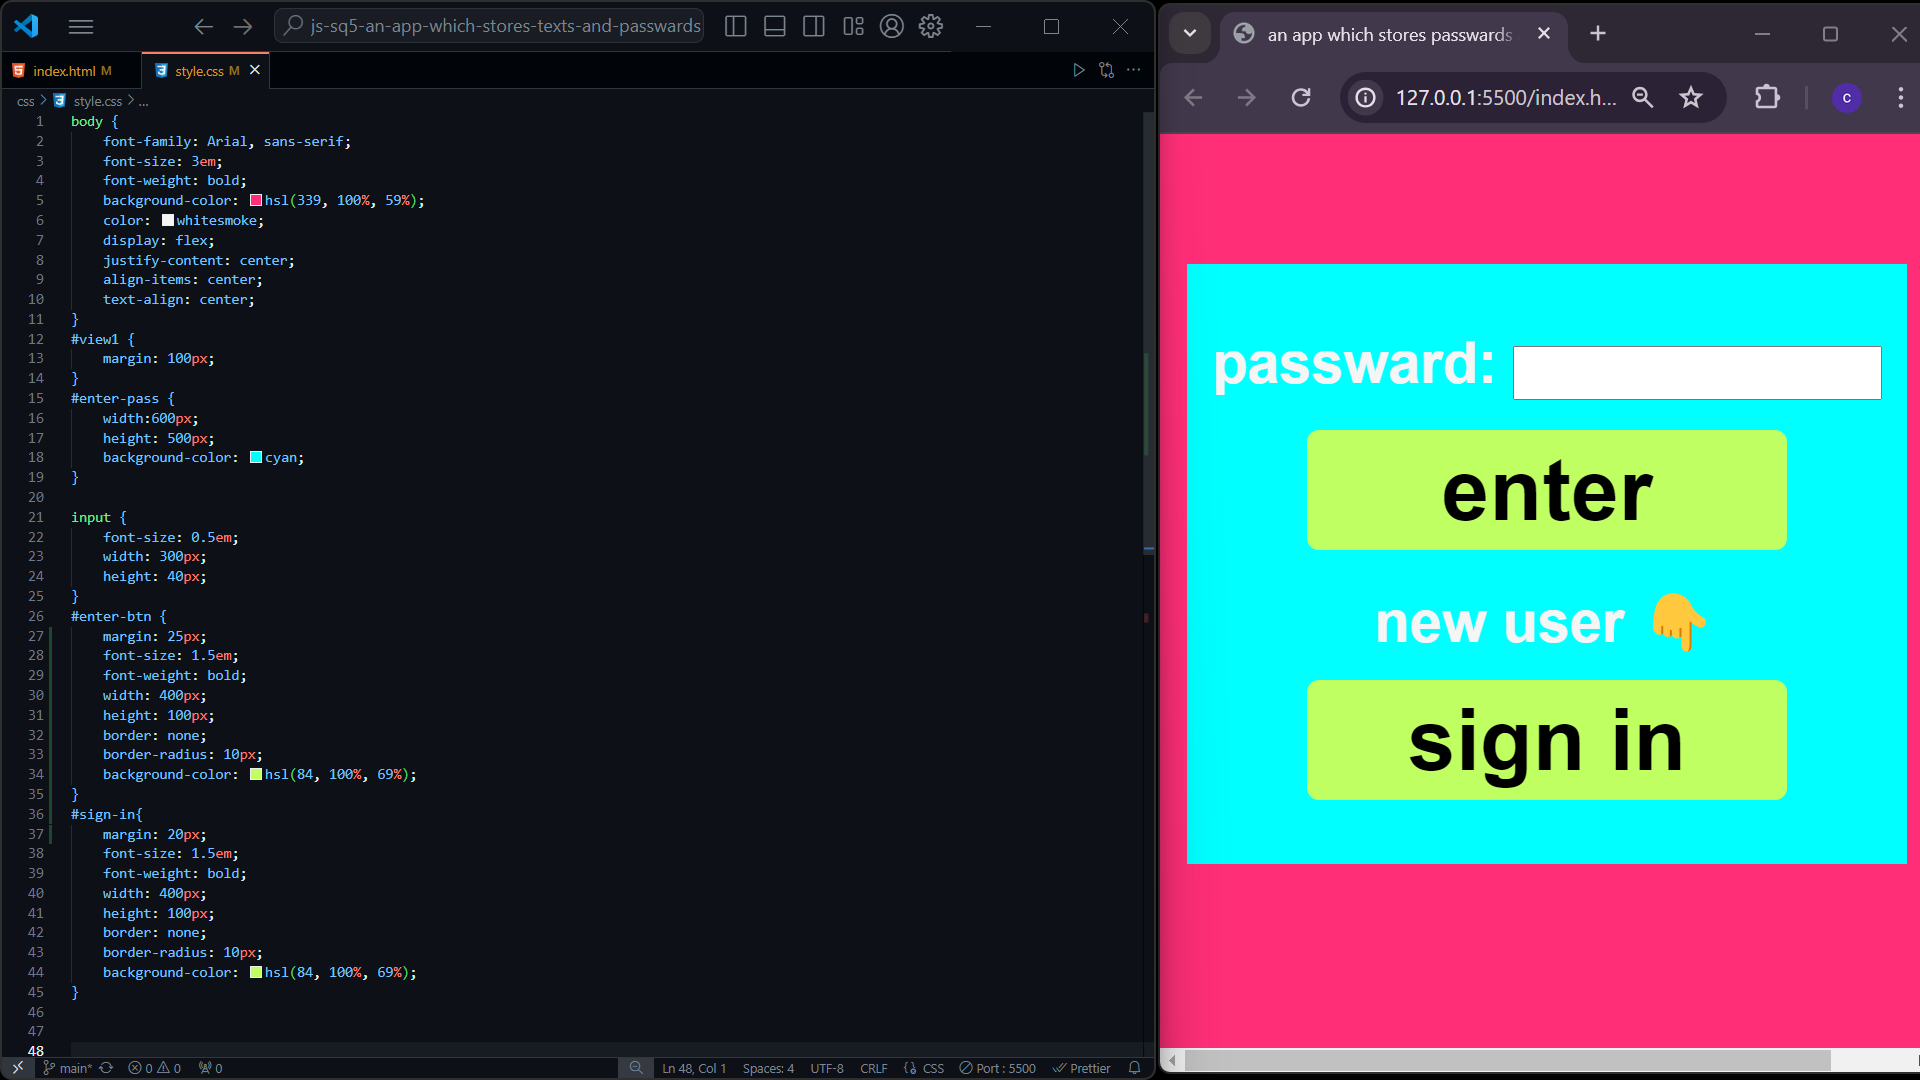 js-sq5-an-app-which-stores-texts-and-passwards
index.html M
style.css M
css > style.css > ...
1 body {
2 font-family: Arial, sans-serif;
3 font-size: 3em;
4 font-weight: bold;
5 background-color: hsl(339, 100%, 59%);
6 color: whitesmoke;
7 display: flex;
8 justify-content: center;
9 align-items: center;
10 text-align: center;
11 }
12 #view1 {
13 margin: 100px;
14 }
15 #enter-pass {
16 width:600px;
17 height: 500px;
18 background-color: cyan;
19 }
20
21 input {
22 font-size: 0.5em;
23 width: 300px;
24 height: 40px;
25 }
26 #enter-btn {
27 margin: 25px;
28 font-size: 1.5em;
29 font-weight: bold;
30 width: 400px;
31 height: 100px;
32 border: none;
33 border-radius: 10px;
34 background-color: hsl(84, 100%, 69%);
35 }
36 #sign-in{
37 margin: 20px;
38 font-size: 1.5em;
39 font-weight: bold;
40 width: 400px;
41 height: 100px;
42 border: none;
43 border-radius: 10px;
44 background-color: hsl(84, 100%, 69%);
45 }
46
47
48
main* 0 0 0 Ln 48, Col 1 Spaces: 4 UTF-8 CRLF CSS Port : 5500 Prettier
an app which stores passwards
127.0.0.1:5500/index.h...
c
passward:
enter
new user 👇
sign in